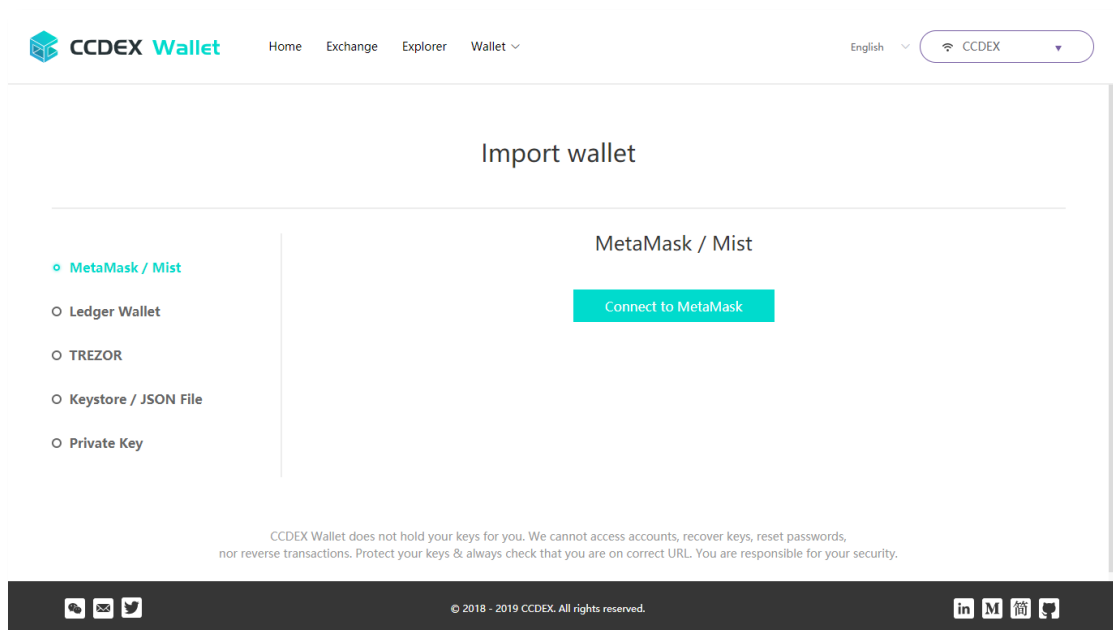 CCDEX Wallet
Home Exchange Explorer Wallet
English
CCDEX
Import wallet
MetaMask / Mist
Ledger Wallet
TREZOR
Keystore / JSON File
Private Key
MetaMask / Mist
Connect to MetaMask
CCDEX Wallet does not hold your keys for you. We cannot access accounts, recover keys, reset passwords,
nor reverse transactions. Protect your keys & always check that you are on correct URL. You are responsible for your security.
© 2018 - 2019 CCDEX. All rights reserved.
in M 简